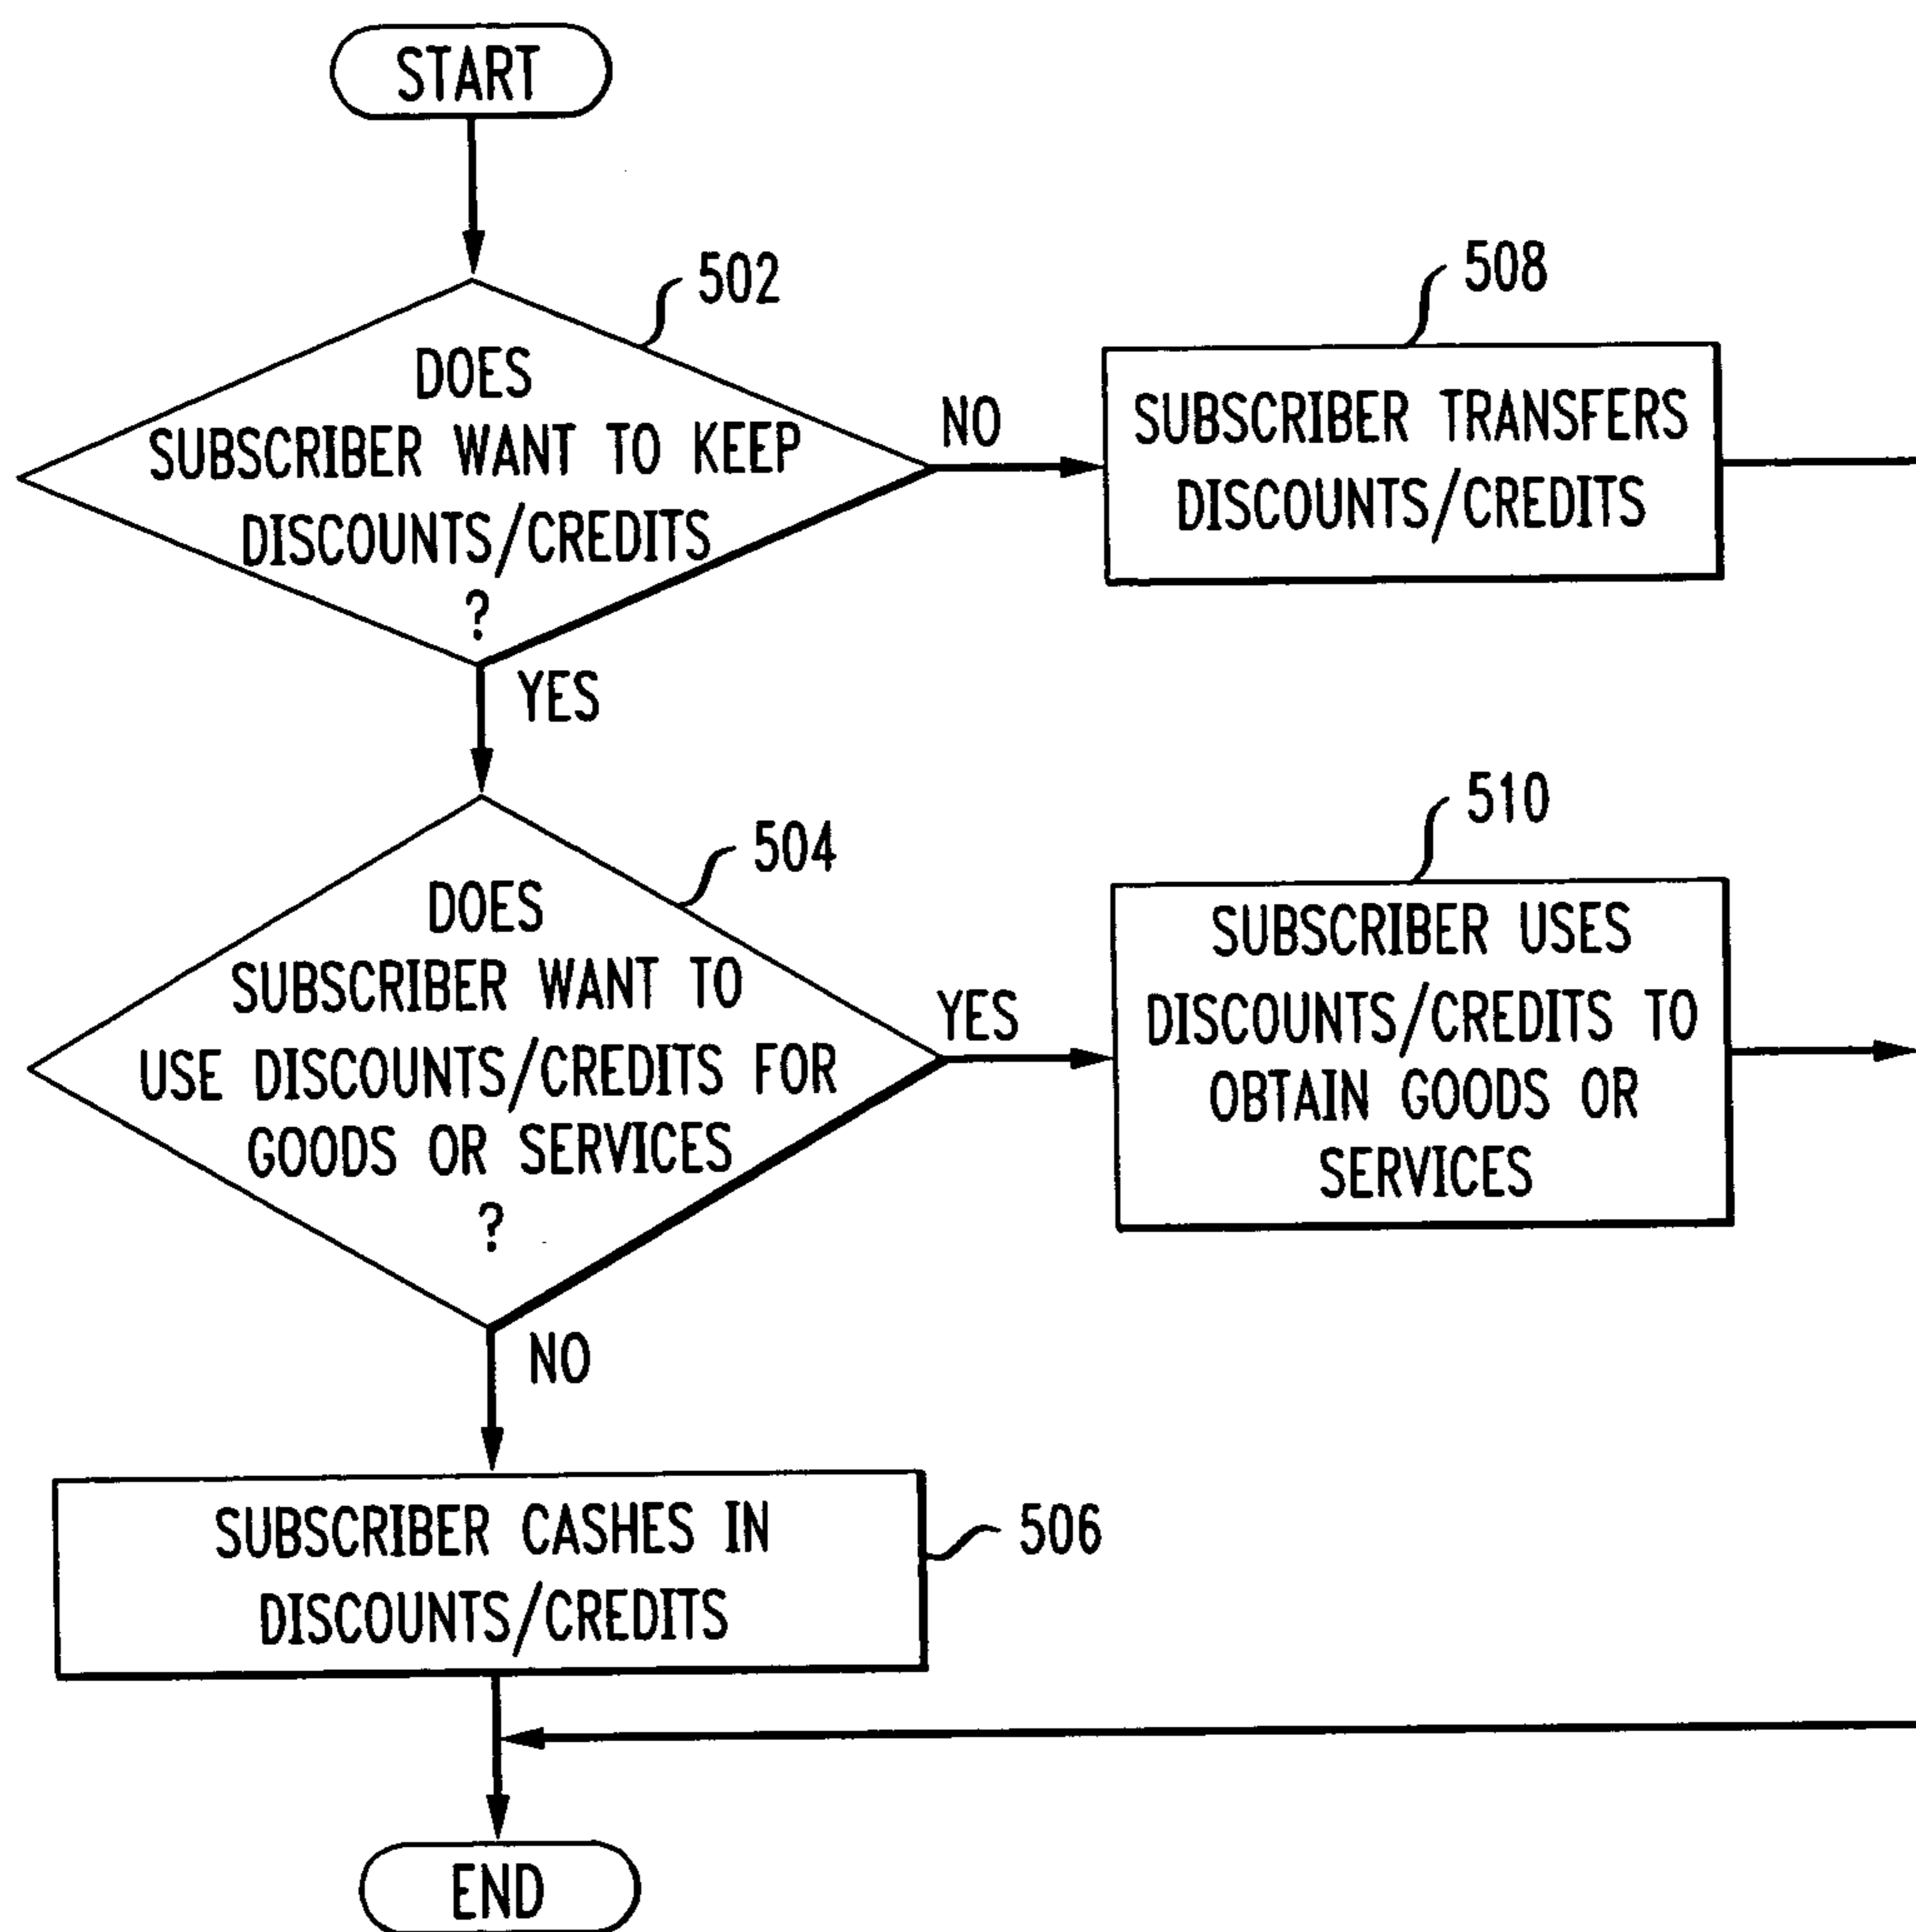 START
502
DOES
SUBSCRIBER WANT TO KEEP
DISCOUNTS/CREDITS
?
NO
508
SUBSCRIBER TRANSFERS
DISCOUNTS/CREDITS
YES
504
DOES
SUBSCRIBER WANT TO
USE DISCOUNTS/CREDITS FOR
GOODS OR SERVICES
?
YES
510
SUBSCRIBER USES
DISCOUNTS/CREDITS TO
OBTAIN GOODS OR
SERVICES
NO
SUBSCRIBER CASHES IN
DISCOUNTS/CREDITS
506
END